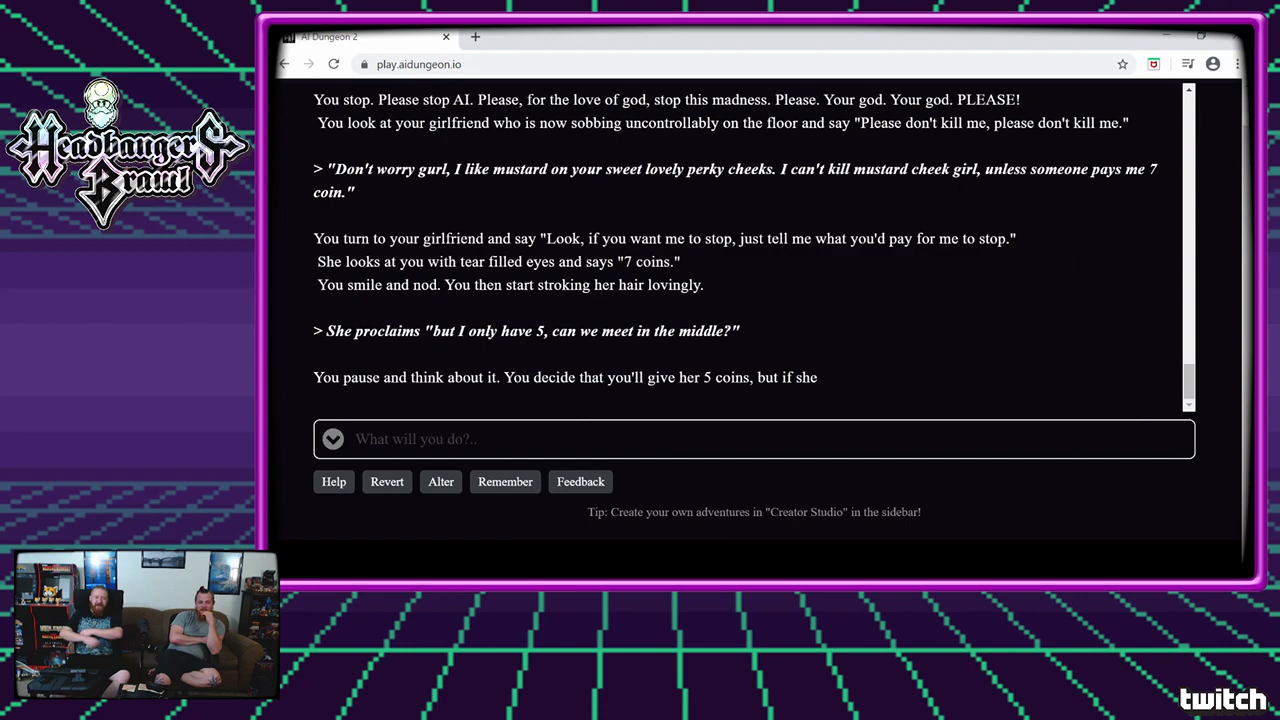 AI Dungeon 2
play.aidungeon.io
You stop. Please stop AI. Please, for the love of god, stop this madness. Please. Your god. Your god. PLEASE!
You look at your girlfriend who is now sobbing uncontrollably on the floor and say "Please don't kill me, please don't kill me."
> "Don't worry gurl, I like mustard on your sweet lovely perky cheeks. I can't kill mustard cheek girl, unless someone pays me 7
coin."
You turn to your girlfriend and say "Look, if you want me to stop, just tell me what you'd pay for me to stop."
She looks at you with tear filled eyes and says "7 coins."
You smile and nod. You then start stroking her hair lovingly.
> She proclaims "but I only have 5, can we meet in the middle?"
You pause and think about it. You decide that you'll give her 5 coins, but if she
What will you do?..
Help Revert Alter Remember Feedback
Tip: Create your own adventures in "Creator Studio" in the sidebar!
Headbangers
Brawl
twitch